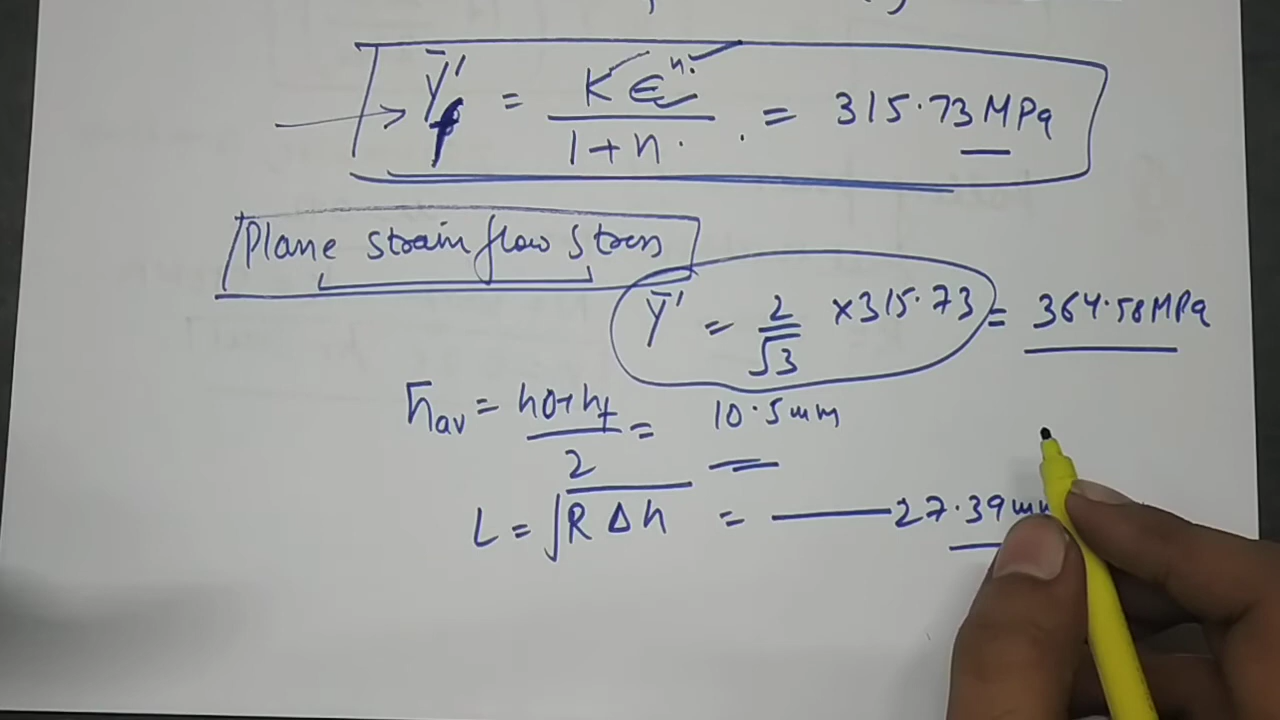 Ȳ'f = Kϵⁿ / 1+n = 315.73 MPa
Plane strain flow stress
Ȳ' = 2/√3 ×315.73 = 364.58 MPa
h̄av = h0+hf / 2 = 10.5 mm
L = √RΔh = 27.39 mm